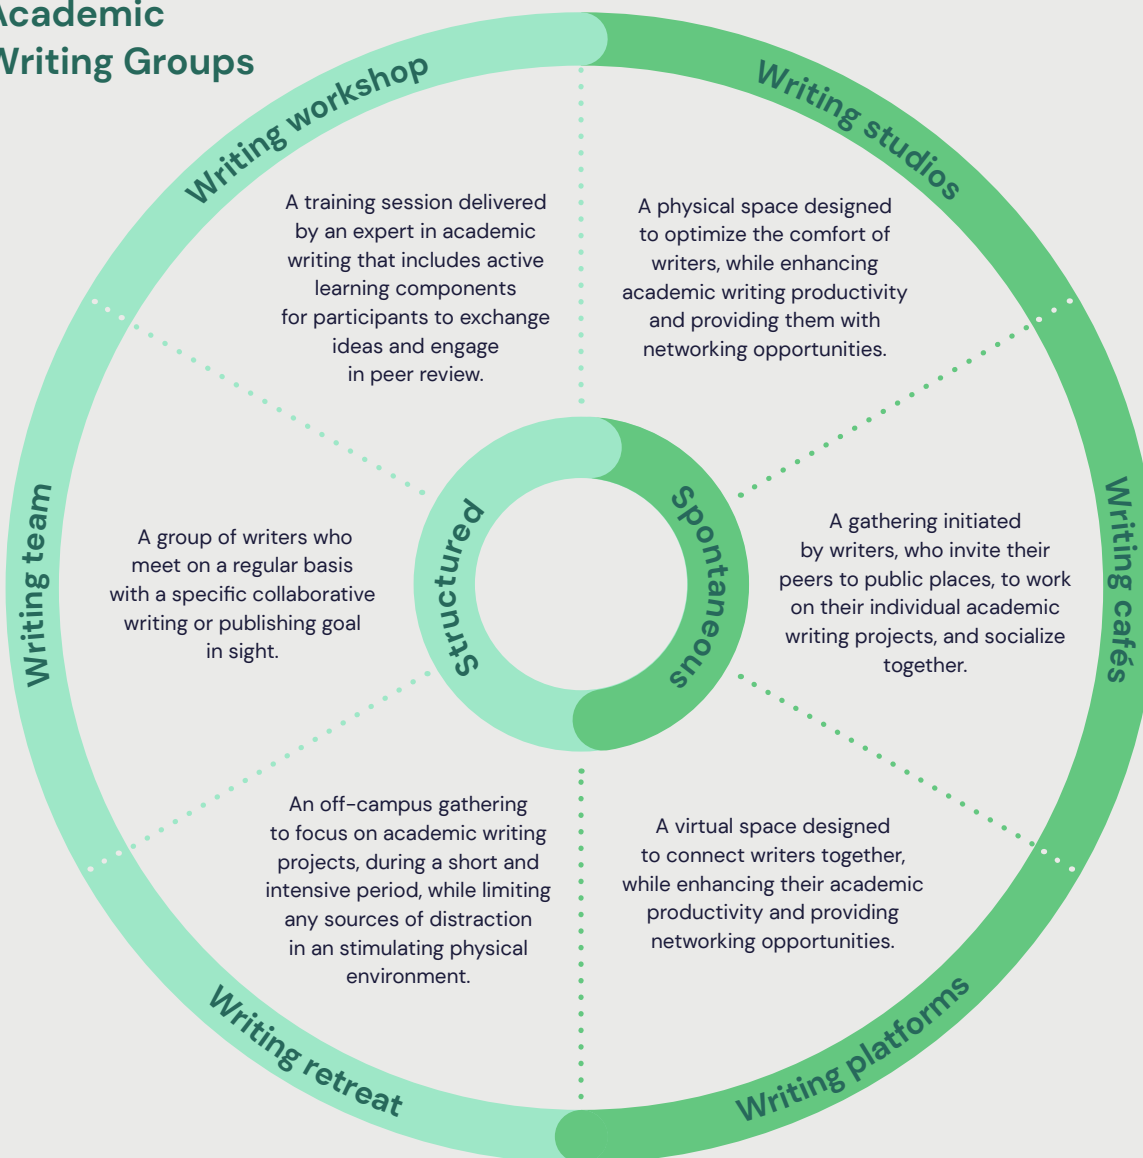 Academic
Writing Groups
Writing workshop
A training session delivered
by an expert in academic
writing that includes active
learning components
for participants to exchange
ideas and engage
in peer review.
Writing studios
A physical space designed
to optimize the comfort of
writers, while enhancing
academic writing productivity
and providing them with
networking opportunities.
Writing team
A group of writers who
meet on a regular basis
with a specific collaborative
writing or publishing goal
in sight.
Structured
Spontaneous
Writing cafés
A gathering initiated
by writers, who invite their
peers to public places, to work
on their individual academic
writing projects, and socialize
together.
Writing retreat
An off-campus gathering
to focus on academic writing
projects, during a short and
intensive period, while limiting
any sources of distraction
in an stimulating physical
environment.
Writing platforms
A virtual space designed
to connect writers together,
while enhancing their academic
productivity and providing
networking opportunities.